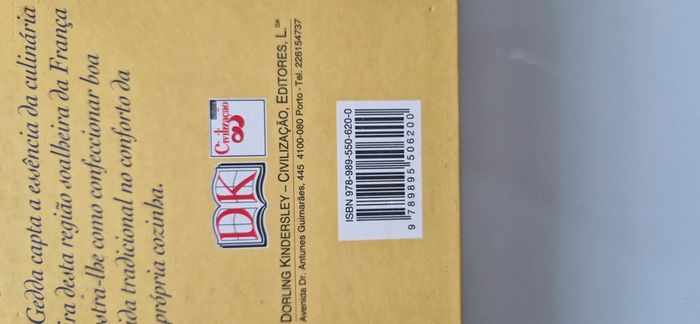 Gedda capta a essência da culinária
ira desta região soalheira da França
stra-lhe como confeccionar boa
ida tradicional no conforto da
própria cozinha.
DK
Civilização
DORLING KINDERSLEY – CIVILIZAÇÃO, EDITORES, L.DA
Avenida Dr. Antunes Guimarães, 445 4100-080 Porto - Tel. 226154737
ISBN 978-989-550-620-0
9 789895 506200